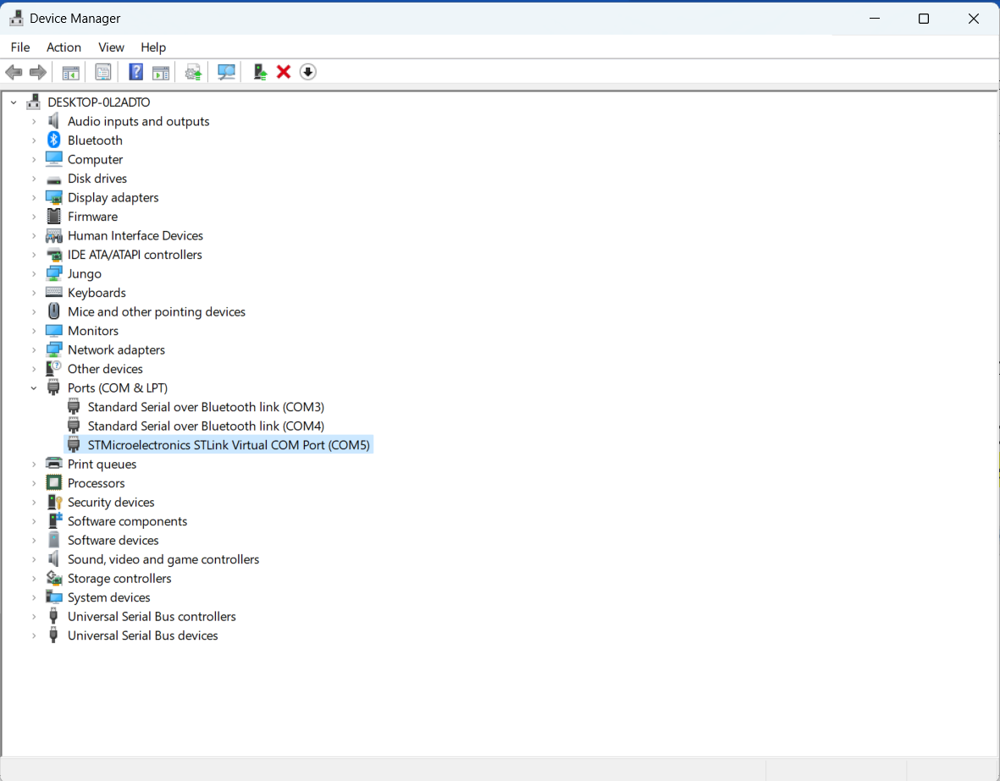 Device Manager
File Action View Help
DESKTOP-0L2ADTO
Audio inputs and outputs
Bluetooth
Computer
Disk drives
Display adapters
Firmware
Human Interface Devices
IDE ATA/ATAPI controllers
Jungo
Keyboards
Mice and other pointing devices
Monitors
Network adapters
Other devices
Ports (COM & LPT)
Standard Serial over Bluetooth link (COM3)
Standard Serial over Bluetooth link (COM4)
STMicroelectronics STLink Virtual COM Port (COM5)
Print queues
Processors
Security devices
Software components
Software devices
Sound, video and game controllers
Storage controllers
System devices
Universal Serial Bus controllers
Universal Serial Bus devices